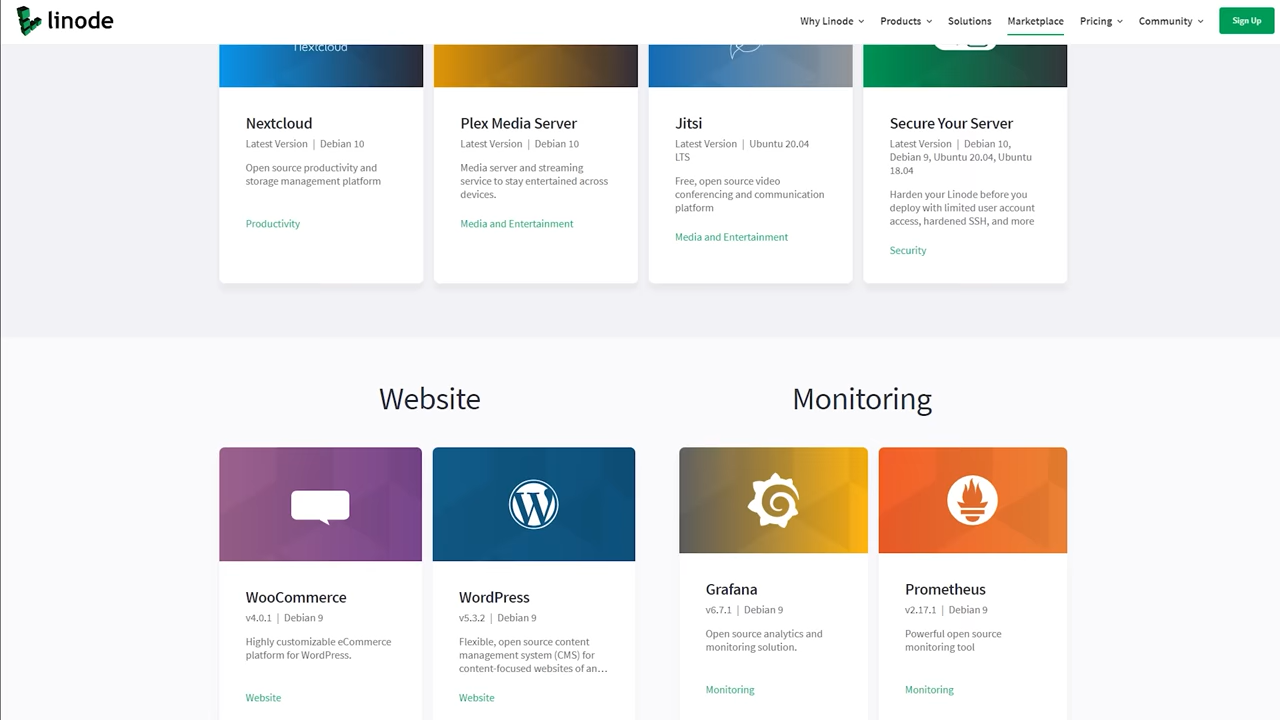 linode
Why Linode
Products
Solutions
Marketplace
Pricing
Community
Sign Up
Nextcloud
Nextcloud
Latest Version | Debian 10
Open source productivity and
storage management platform
Productivity
Plex Media Server
Latest Version | Debian 10
Media server and streaming
service to stay entertained across
devices.
Media and Entertainment
Jitsi
Latest Version | Ubuntu 20.04
LTS
Free, open source video
conferencing and communication
platform
Media and Entertainment
Secure Your Server
Latest Version | Debian 10,
Debian 9, Ubuntu 20.04, Ubuntu
18.04
Harden your Linode before you
deploy with limited user account
access, hardened SSH, and more
Security
Website
WooCommerce
v4.0.1 | Debian 9
Highly customizable eCommerce
platform for WordPress.
Website
WordPress
v5.3.2 | Debian 9
Flexible, open source content
management system (CMS) for
content-focused websites of an...
Website
Monitoring
Grafana
v6.7.1 | Debian 9
Open source analytics and
monitoring solution.
Monitoring
Prometheus
v2.17.1 | Debian 9
Powerful open source
monitoring tool
Monitoring